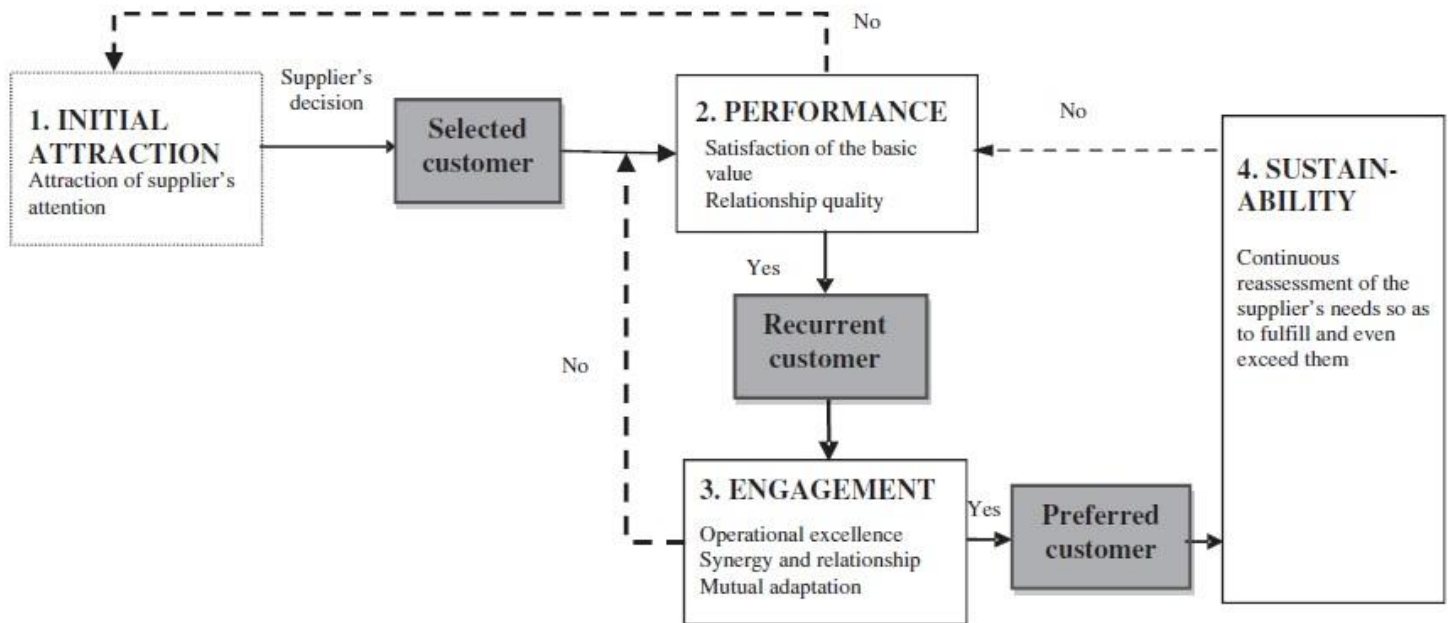 No
1. INITIAL
ATTRACTION
Attraction of supplier's
attention
Supplier's
decision
Selected
customer
2. PERFORMANCE
Satisfaction of the basic
value
Relationship quality
No
4. SUSTAIN-
ABILITY
Continuous
reassessment of the
supplier's needs so as
to fulfill and even
exceed them
Yes
Recurrent
customer
No
3. ENGAGEMENT
Operational excellence
Synergy and relationship
Mutual adaptation
Yes
Preferred
customer